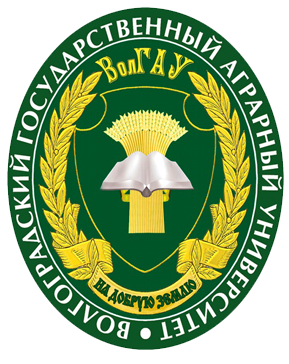 ВОЛГОГРАДСКИЙ ГОСУДАРСТВЕННЫЙ АГРАРНЫЙ УНИВЕРСИТЕТ •
ВолГАУ
НА ДОБРУЮ ЗЕМЛЮ